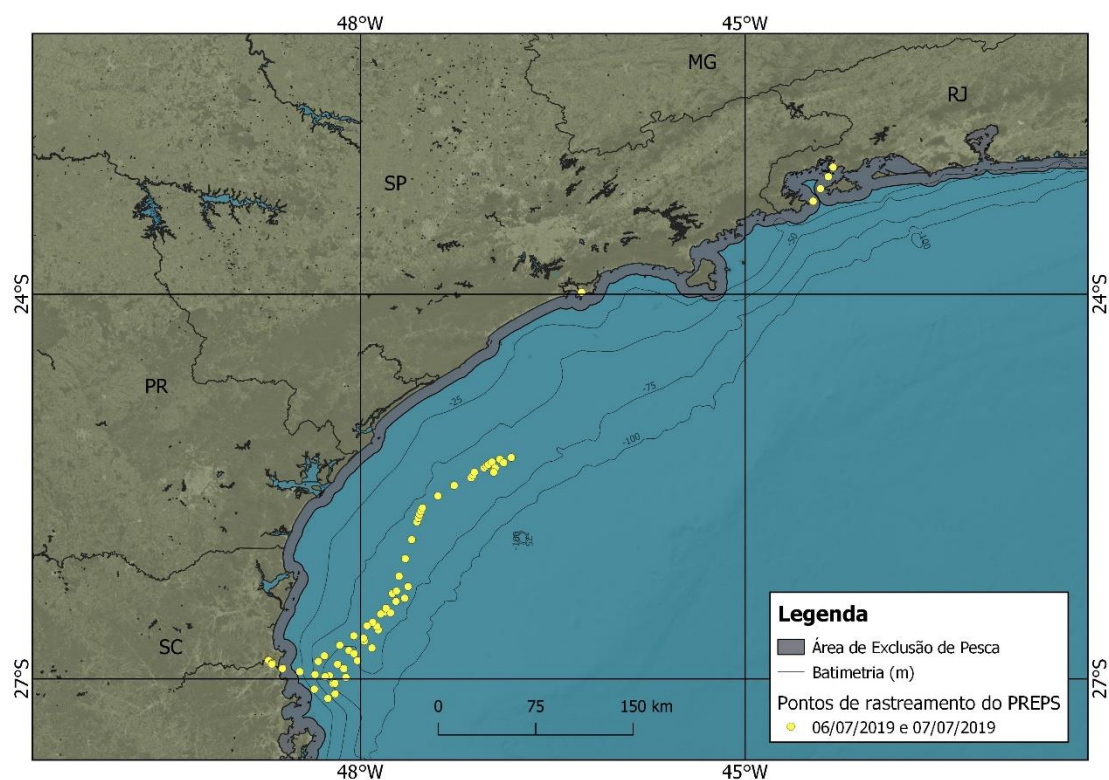 48°W
45°W
MG
RJ
SP
-50
-100
24°S
24°S
PR
-25
-75
-100
SC
27°S
27°S
Legenda
Área de Exclusão de Pesca
Batimetria (m)
Pontos de rastreamento do PREPS
06/07/2019 e 07/07/2019
0 75 150 km
48°W
45°W